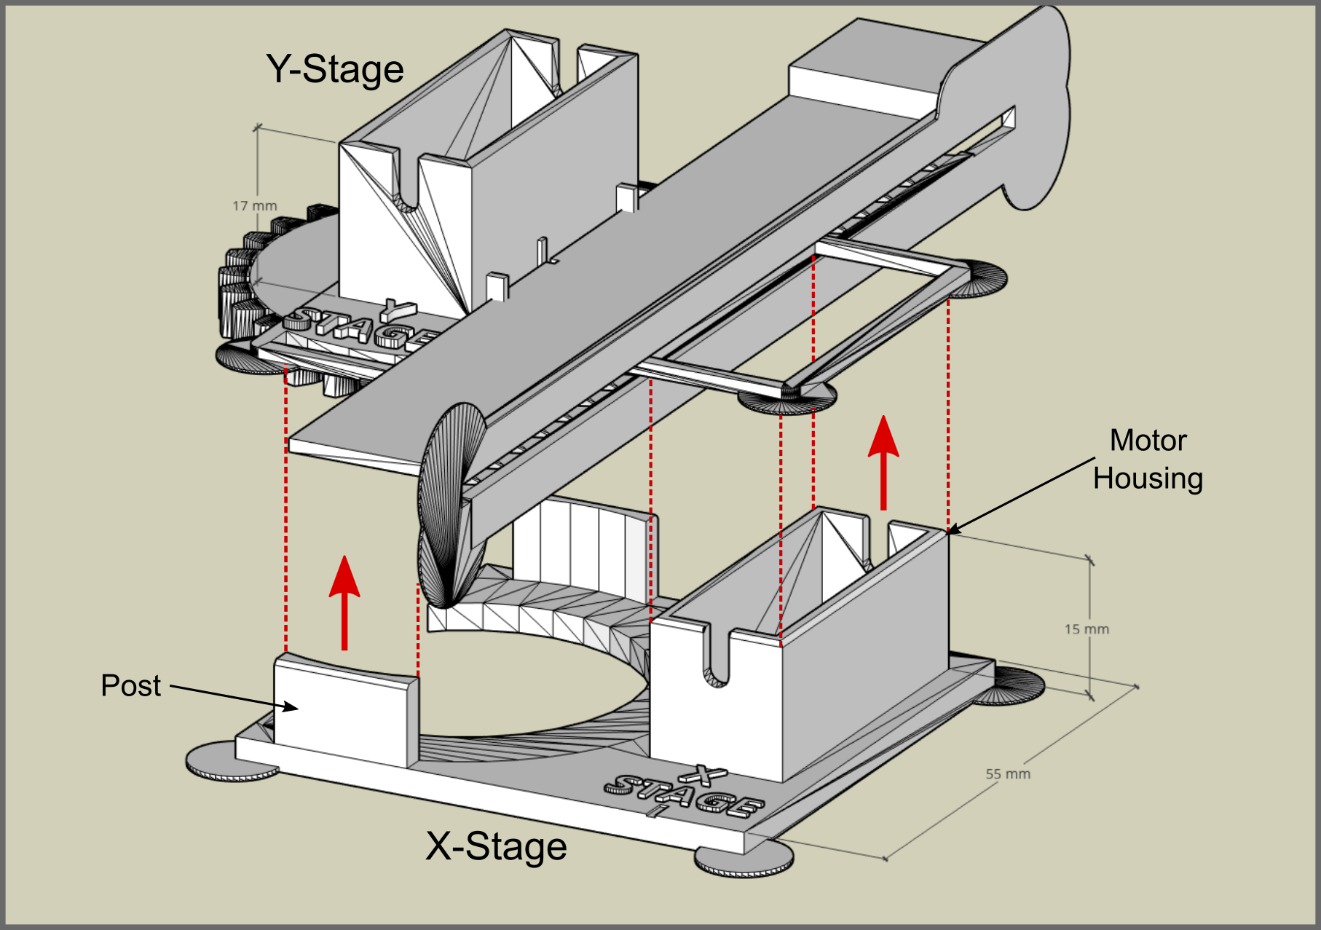 Y-Stage
17 mm
Y
STAGE
Motor
Housing
15 mm
Post
55 mm
X
STAGE
X-Stage